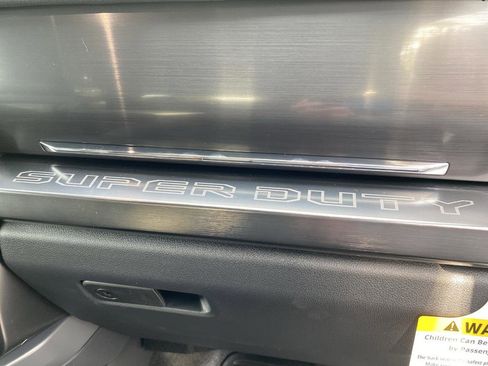 SUPER DUTY
WA
Children Can Be
by Passen